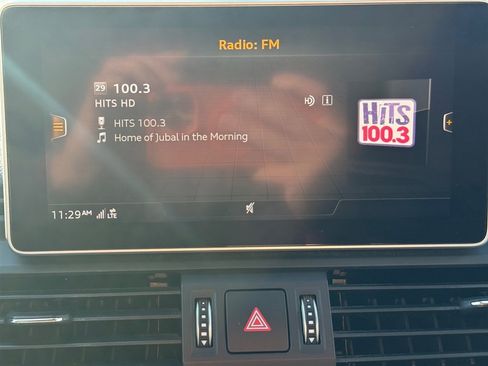 Radio: FM
29 100.3
HITS HD
HD i
HITS 100.3
Home of Jubal in the Morning
HITS
100.3
+
11:29AM LTE